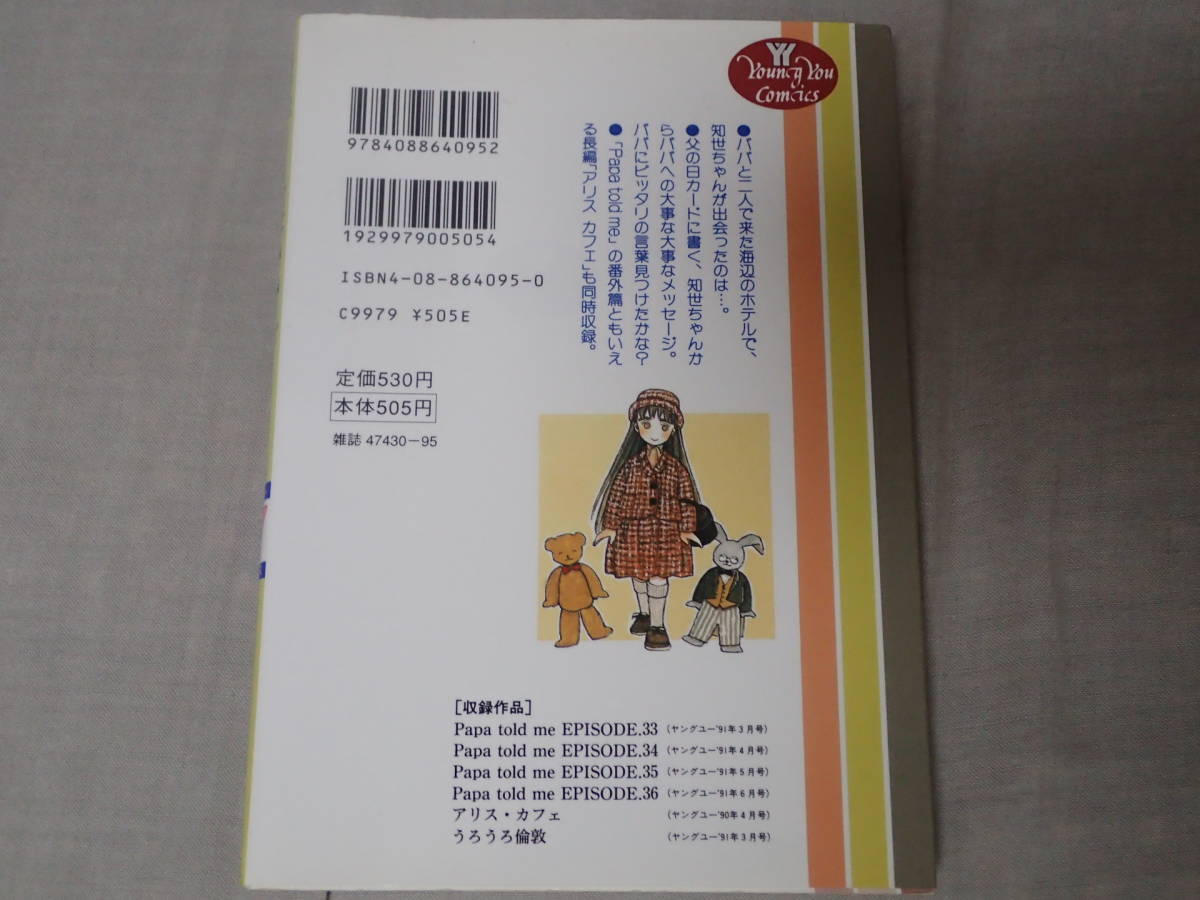 Young You
Comics
●パパと二人で来た海辺のホテルで、
知世ちゃんが出会ったのは…。
●父の日カードに書く、知世ちゃんか
らパパへの大事な大事なメッセージ。
パパにピッタリの言葉見つけたかな？
●「Papa told me」の番外篇ともいえ
る長編「アリス カフェ」も同時収録。
9784088640952
1929979005054
ISBN4-08-864095-0
C9979 ¥505E
定価530円
本体505円
雑誌 47430-95
［収録作品］
Papa told me EPISODE.33 （ヤングユー'91年3月号）
Papa told me EPISODE.34 （ヤングユー'91年4月号）
Papa told me EPISODE.35 （ヤングユー'91年5月号）
Papa told me EPISODE.36 （ヤングユー'91年6月号）
アリス・カフェ （ヤングユー'90年4月号）
うろうろ倫敦 （ヤングユー'91年3月号）